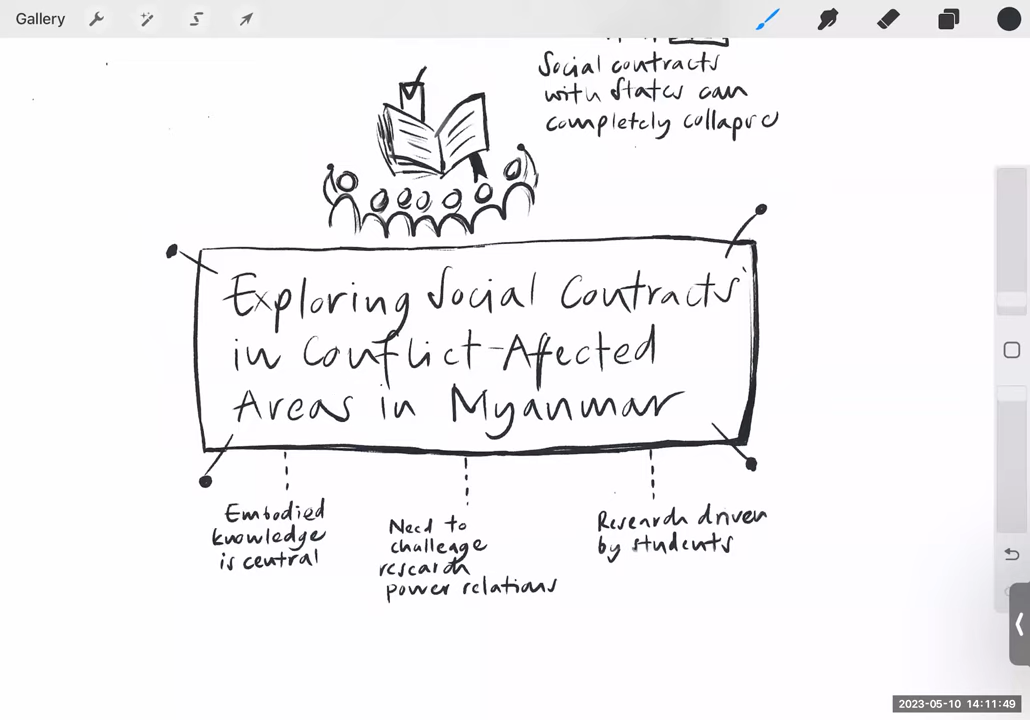 Gallery
Social contracts
with States can
completely collapse
Exploring Social Contracts
in Conflict-Affected
Areas in Myanmar
Embodied
knowledge
is central
Need to
challenge
research
power relations
Research driven
by students
2023-05-10 14:11:49